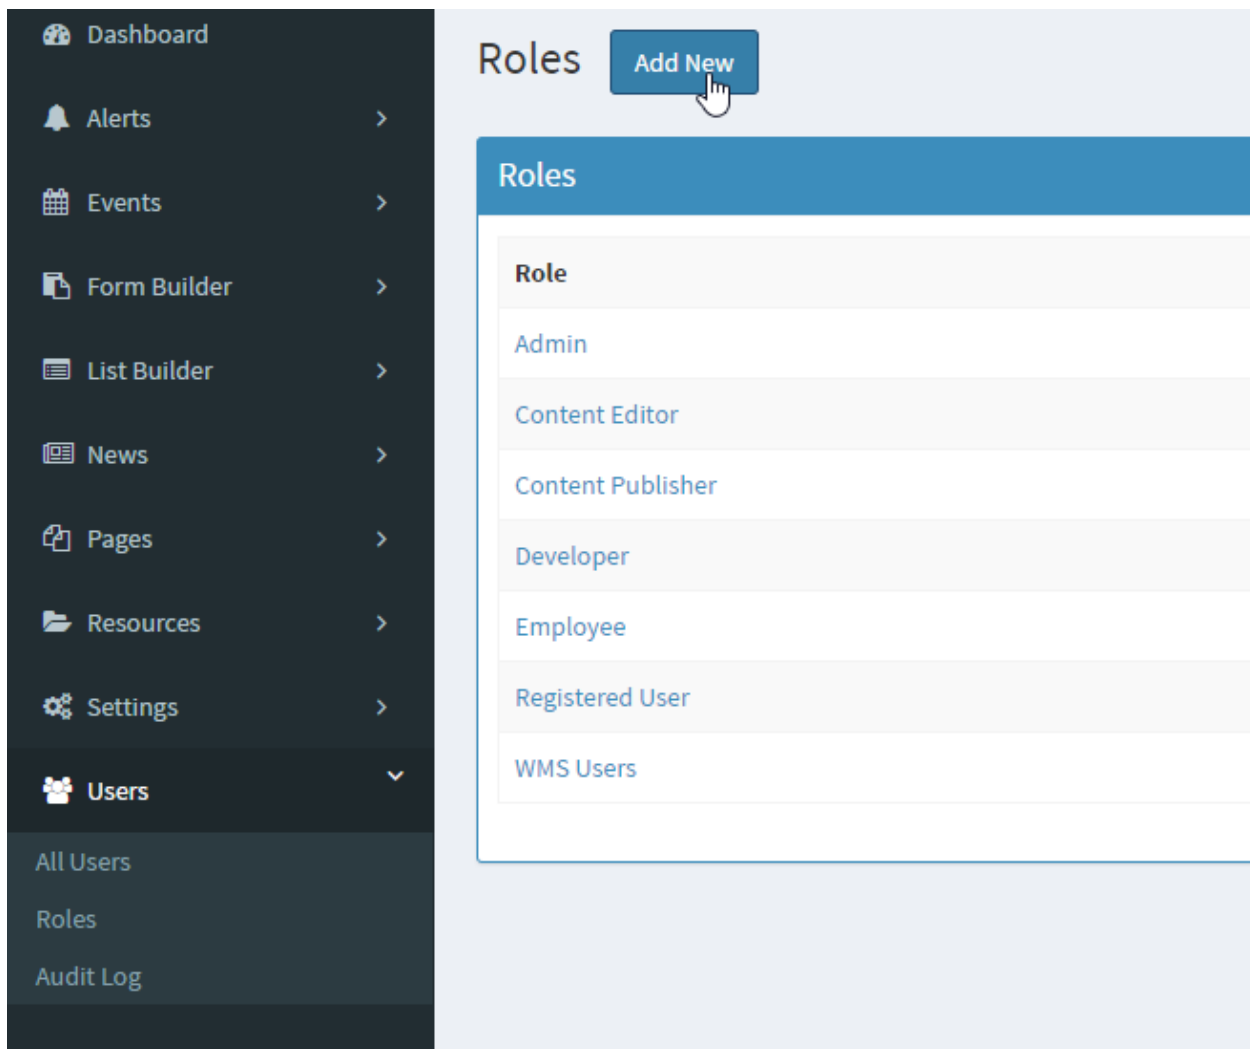 Dashboard
Alerts
Events
Form Builder
List Builder
News
Pages
Resources
Settings
Users
All Users
Roles
Audit Log
Roles
Add New
Roles
Role
Admin
Content Editor
Content Publisher
Developer
Employee
Registered User
WMS Users